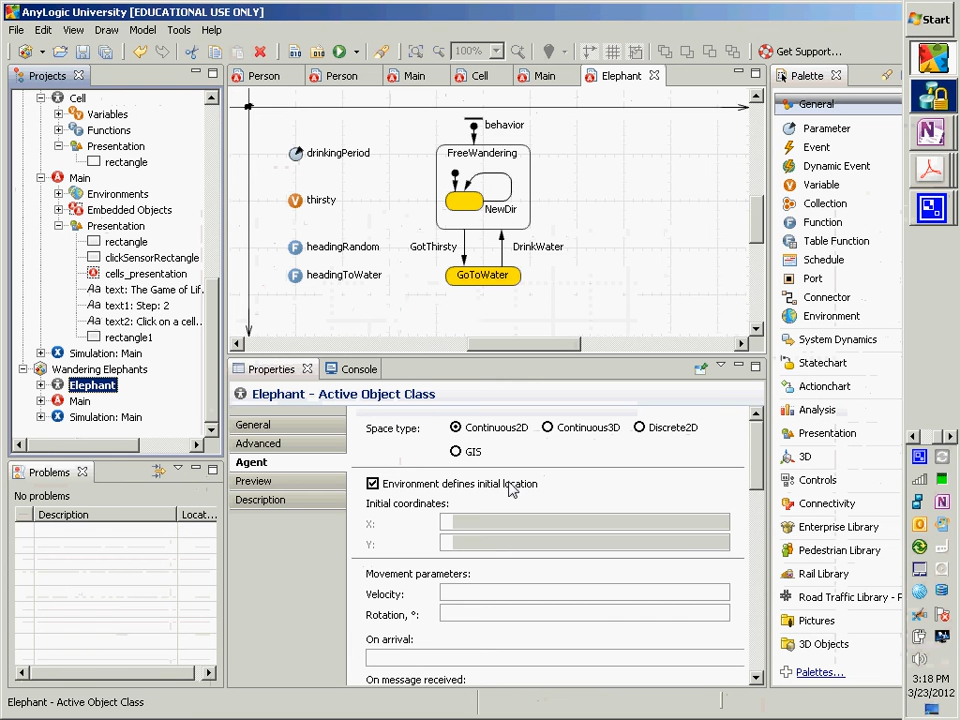 AnyLogic University [EDUCATIONAL USE ONLY]
File Edit View Draw Model Tools Help
100% Get Support...
Projects
Cell
Variables
Functions
Presentation
rectangle
Main
Environments
Embedded Objects
Presentation
rectangle
clickSensorRectangle
cells_presentation
Aa text: The Game of Lif.
Aa text1: Step: 2
Aa text2: Click on a cell...
rectangle1
Simulation: Main
Wandering Elephants
Elephant
Main
Simulation: Main
Problems
No problems
Description Locat...
Person Person Main Cell Main Elephant
behavior
drinkingPeriod
FreeWandering
V thirsty
NewDir
F headingRandom
GotThirsty DrinkWater
F headingToWater
GoToWater
Properties Console
Elephant - Active Object Class
General
Advanced
Agent
Preview
Description
Space type: Continuous2D Continuous3D Discrete2D
GIS
Environment defines initial location
Initial coordinates:
X:
Y:
Movement parameters:
Velocity:
Rotation, °:
On arrival:
On message received:
Palette
General
Parameter
Event
Dynamic Event
Variable
Collection
Function
Table Function
Schedule
Port
Connector
Environment
System Dynamics
Statechart
Actionchart
Analysis
Presentation
3D
Controls
Connectivity
Enterprise Library
Pedestrian Library
Rail Library
Road Traffic Library - P
Pictures
3D Objects
Palettes...
Elephant - Active Object Class
Start
3:18 PM
3/23/2012